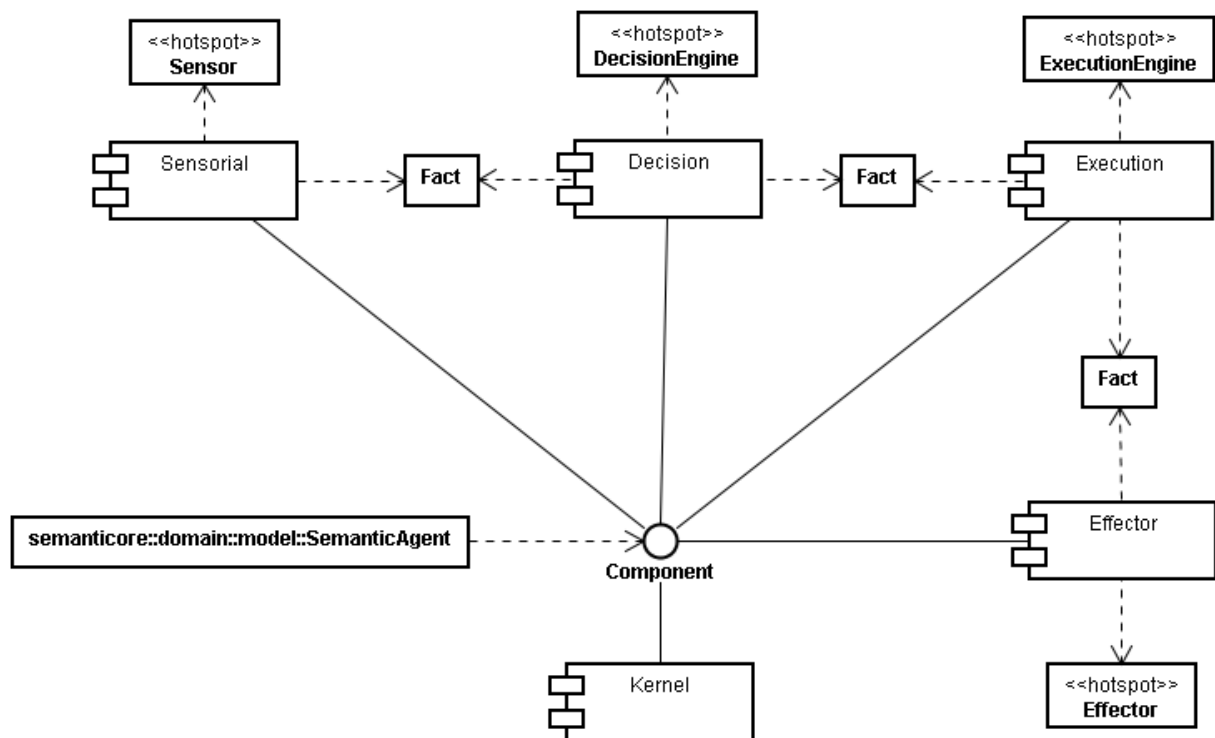 <<hotspot>>
Sensor
<<hotspot>>
DecisionEngine
<<hotspot>>
ExecutionEngine
Sensorial
Fact
Decision
Fact
Execution
Fact
semanticore::domain::model::SemanticAgent
Component
Effector
Kernel
<<hotspot>>
Effector